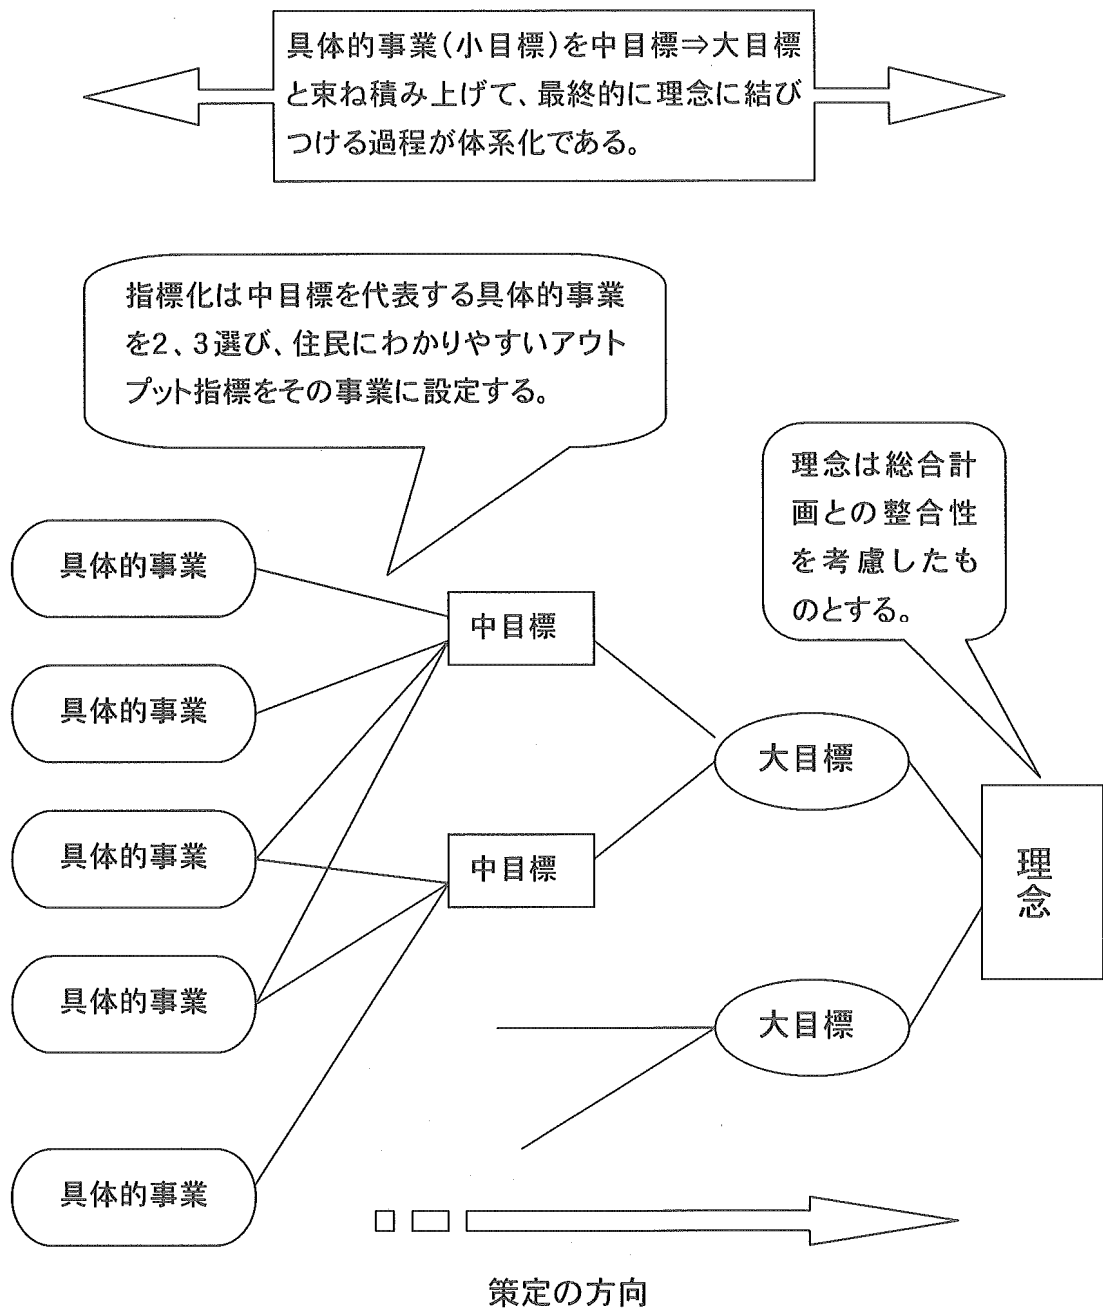 具体的事業(小目標)を中目標⇒大目標
と束ね積み上げて、最終的に理念に結び
つける過程が体系化である。
指標化は中目標を代表する具体的事業
を2、3選び、住民にわかりやすいアウト
プット指標をその事業に設定する。
理念は総合計
画との整合性
を考慮したも
のとする。
具体的事業
中目標
具体的事業
大目標
具体的事業
中目標
理念
具体的事業
大目標
具体的事業
策定の方向